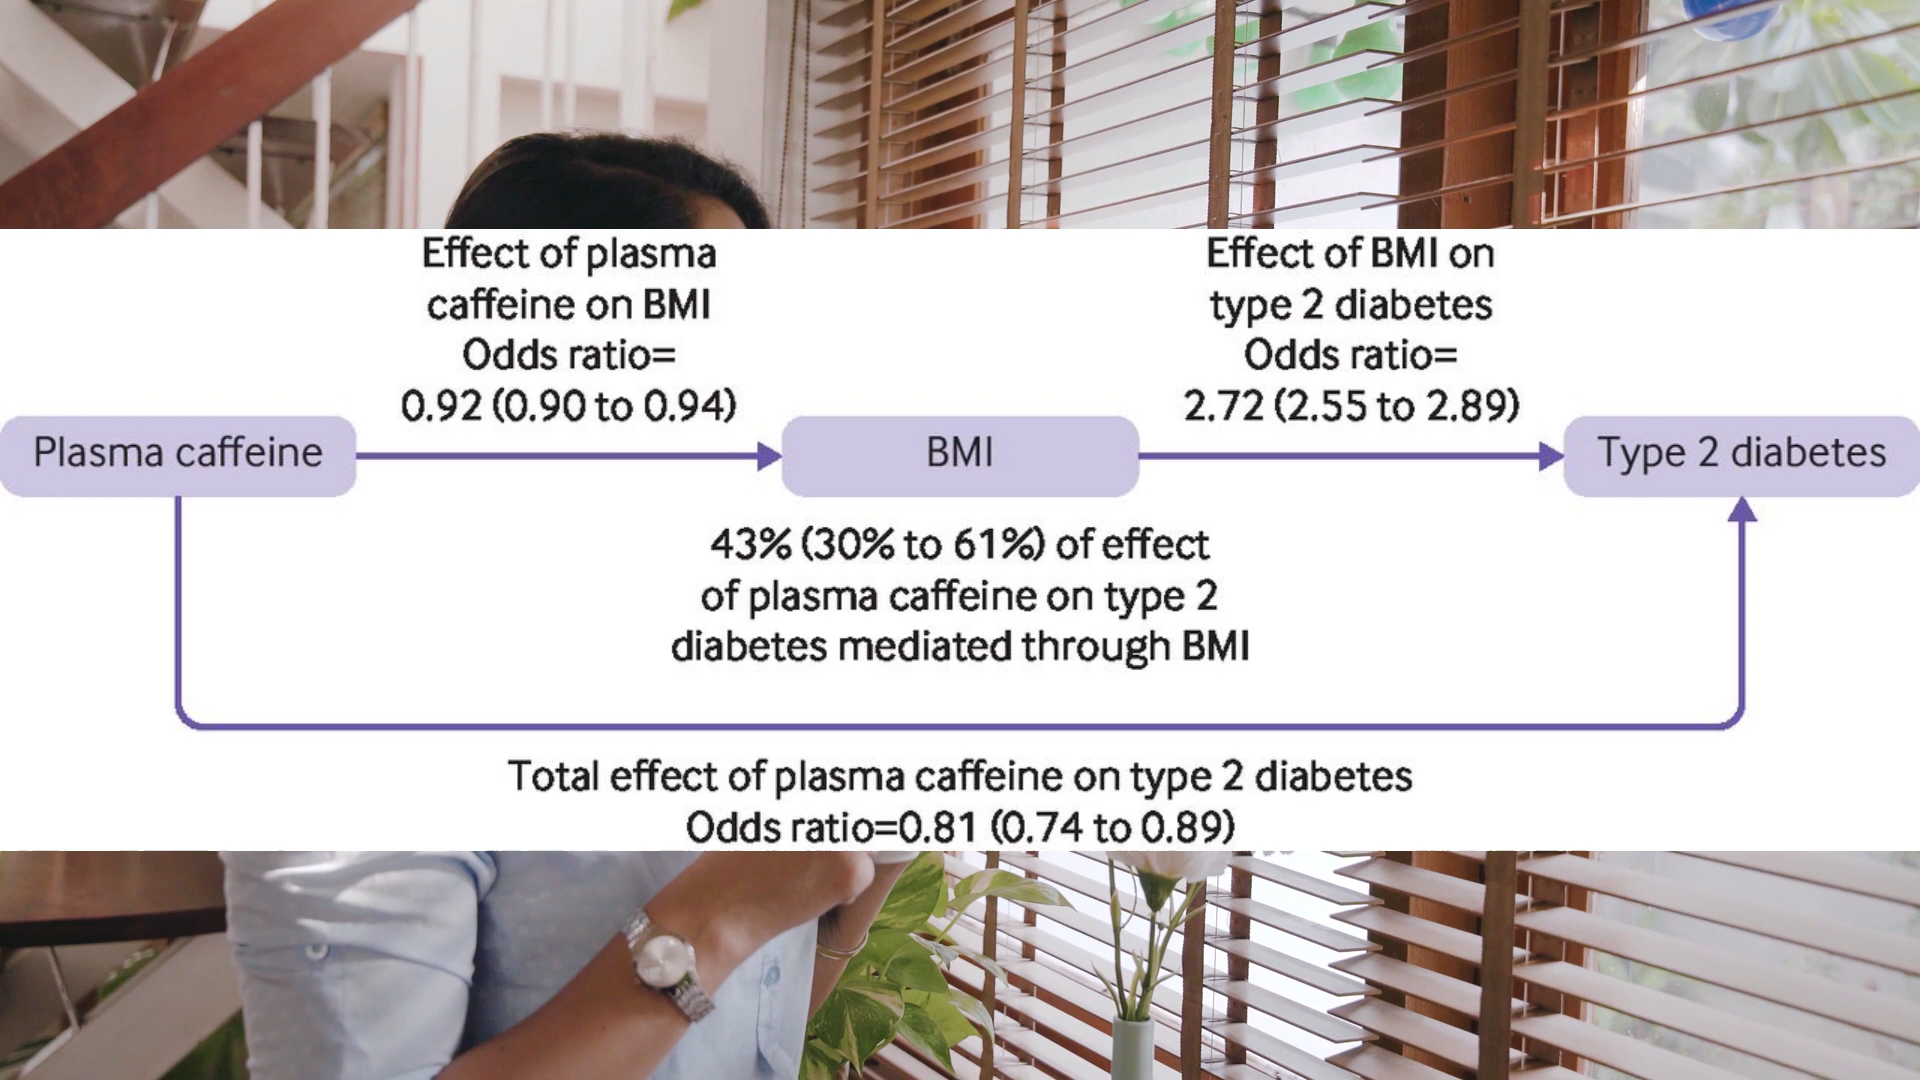 Effect of plasma
caffeine on BMI
Odds ratio=
0.92 (0.90 to 0.94)
Effect of BMI on
type 2 diabetes
Odds ratio=
2.72 (2.55 to 2.89)
Plasma caffeine
BMI
Type 2 diabetes
43% (30% to 61%) of effect
of plasma caffeine on type 2
diabetes mediated through BMI
Total effect of plasma caffeine on type 2 diabetes
Odds ratio=0.81 (0.74 to 0.89)